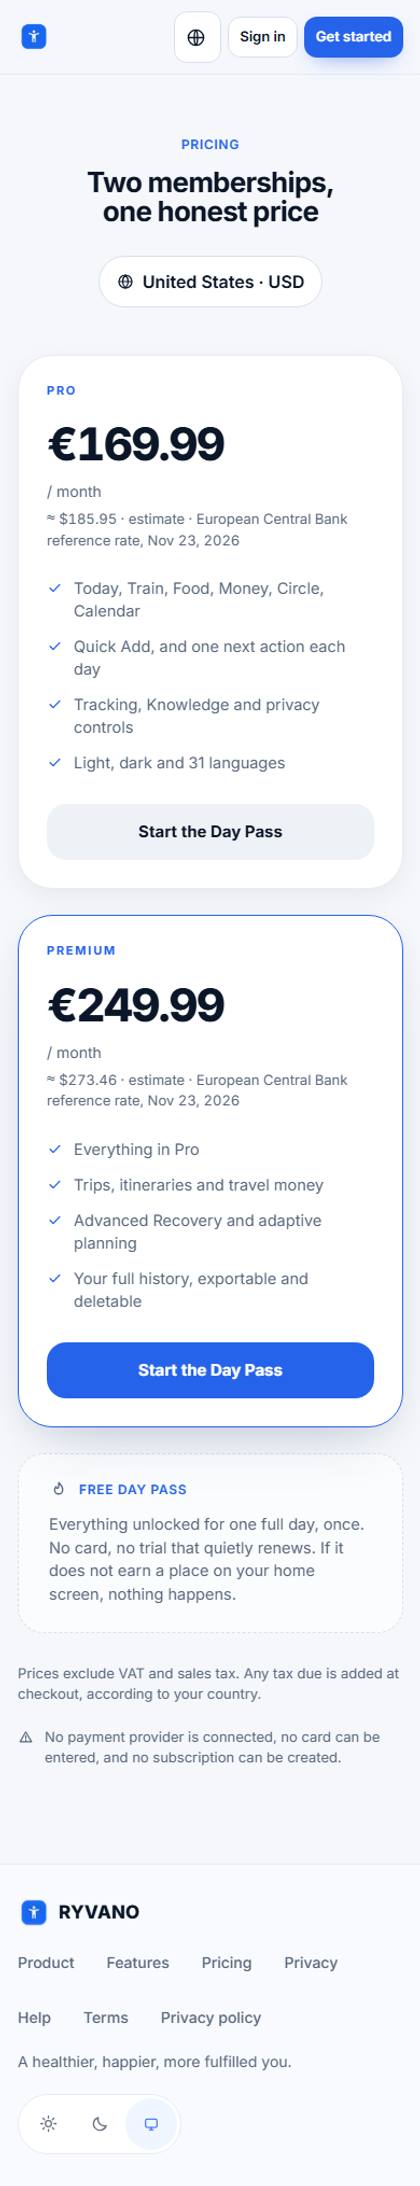 Sign in
Get started
PRICING
Two memberships,
one honest price
United States · USD
PRO
€169.99
/ month
≈ $185.95 · estimate · European Central Bank
reference rate, Nov 23, 2026
Today, Train, Food, Money, Circle,
Calendar
Quick Add, and one next action each
day
Tracking, Knowledge and privacy
controls
Light, dark and 31 languages
Start the Day Pass
PREMIUM
€249.99
/ month
≈ $273.46 · estimate · European Central Bank
reference rate, Nov 23, 2026
Everything in Pro
Trips, itineraries and travel money
Advanced Recovery and adaptive
planning
Your full history, exportable and
deletable
Start the Day Pass
FREE DAY PASS
Everything unlocked for one full day, once.
No card, no trial that quietly renews. If it
does not earn a place on your home
screen, nothing happens.
Prices exclude VAT and sales tax. Any tax due is added at
checkout, according to your country.
No payment provider is connected, no card can be
entered, and no subscription can be created.
RYVANO
Product Features Pricing Privacy
Help Terms Privacy policy
A healthier, happier, more fulfilled you.